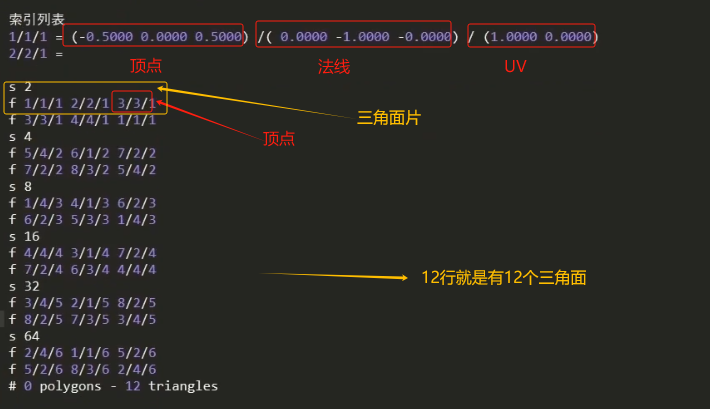 索引列表
1/1/1 = (-0.5000 0.0000 0.5000) /( 0.0000 -1.0000 -0.0000) / (1.0000 0.0000)
2/2/1 =
顶点
法线
UV
s 2
f 1/1/1 2/2/1 3/3/1
三角面片
f 3/3/1 4/4/1 1/1/1
顶点
s 4
f 5/4/2 6/1/2 7/2/2
f 7/2/2 8/3/2 5/4/2
s 8
f 1/4/3 4/1/3 6/2/3
f 6/2/3 5/3/3 1/4/3
s 16
f 4/4/4 3/1/4 7/2/4
f 7/2/4 6/3/4 4/4/4
12行就是有12个三角面
s 32
f 3/4/5 2/1/5 8/2/5
f 8/2/5 7/3/5 3/4/5
s 64
f 2/4/6 1/1/6 5/2/6
f 5/2/6 8/3/6 2/4/6
# 0 polygons - 12 triangles